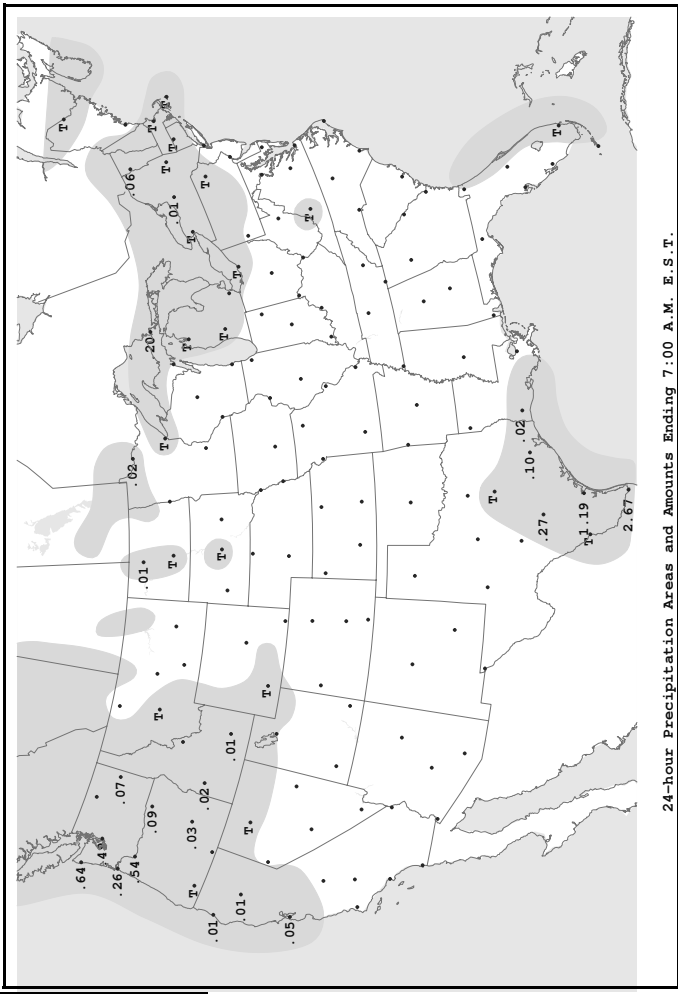 T
.64
.26
.07
.02
.06
.54
.01
.20
.09
T
T
T
T
T
T
T
.01
T
.03
T
T
.02
T
.01
T
T
.01
T
.01
T
T
.05
T
T
.02
.10
.27
T
T
1.19
2.67
24-hour Precipitation Areas and Amounts Ending 7:00 A.M. E.S.T.